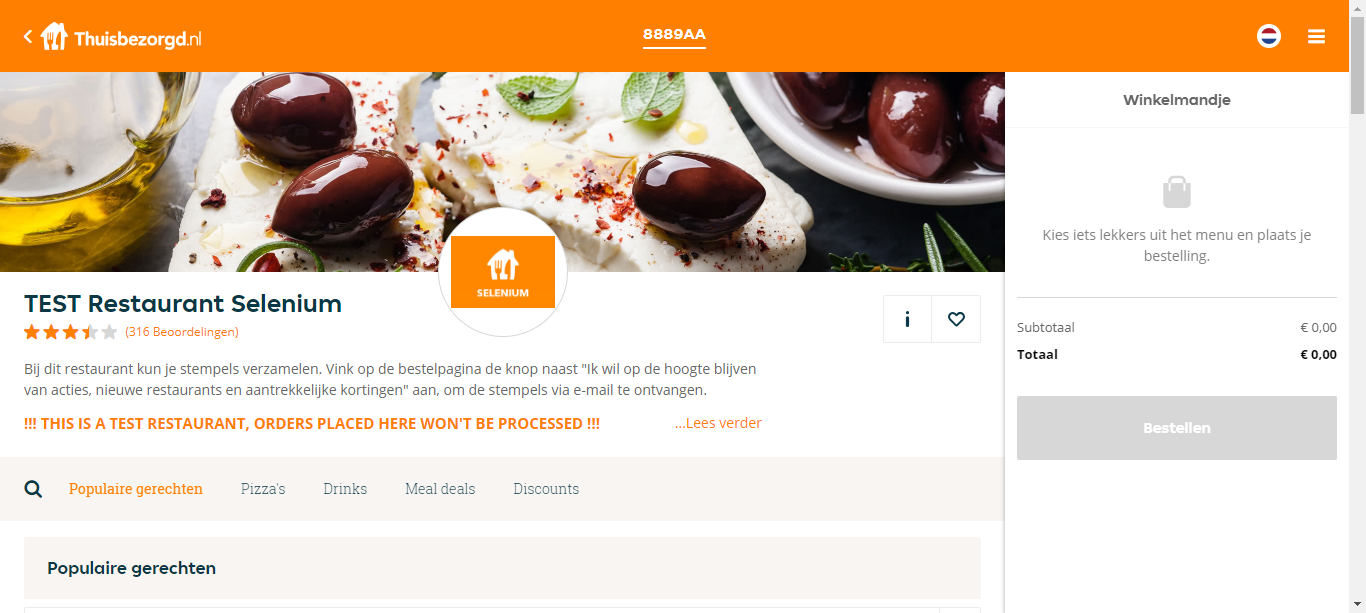 Thuisbezorgd.nl
8889AA
SELENIUM
TEST Restaurant Selenium
(316 Beoordelingen)
Bij dit restaurant kun je stempels verzamelen. Vink op de bestelpagina de knop naast "Ik wil op de hoogte blijven
van acties, nieuwe restaurants en aantrekkelijke kortingen" aan, om de stempels via e-mail te ontvangen.
!!! THIS IS A TEST RESTAURANT, ORDERS PLACED HERE WON'T BE PROCESSED !!! ...Lees verder
Populaire gerechten Pizza's Drinks Meal deals Discounts
Populaire gerechten
Winkelmandje
Kies iets lekkers uit het menu en plaats je
bestelling.
Subtotaal € 0,00
Totaal € 0,00
Bestellen